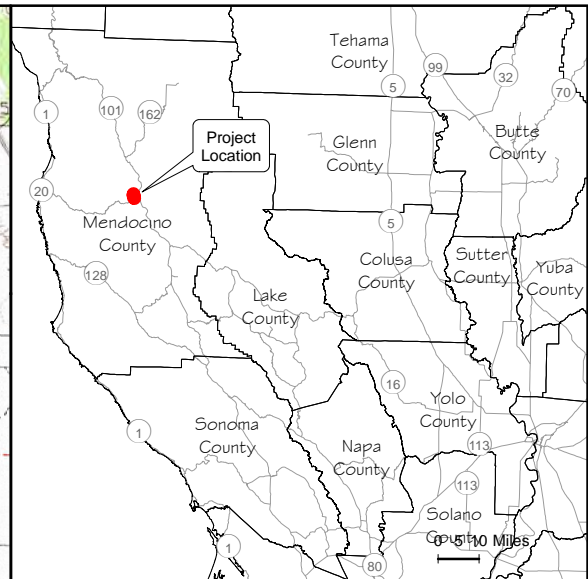 Tehama
County
99
32
5
70
1
101
162
Butte
County
Project
Location
Glenn
County
20
Mendocino
County
5
128
Colusa
County
Sutter
County
Yuba
County
Lake
County
16
Yolo
County
1
Sonoma
County
113
Napa
County
113
Solano
County
0 5 10 Miles
1
80